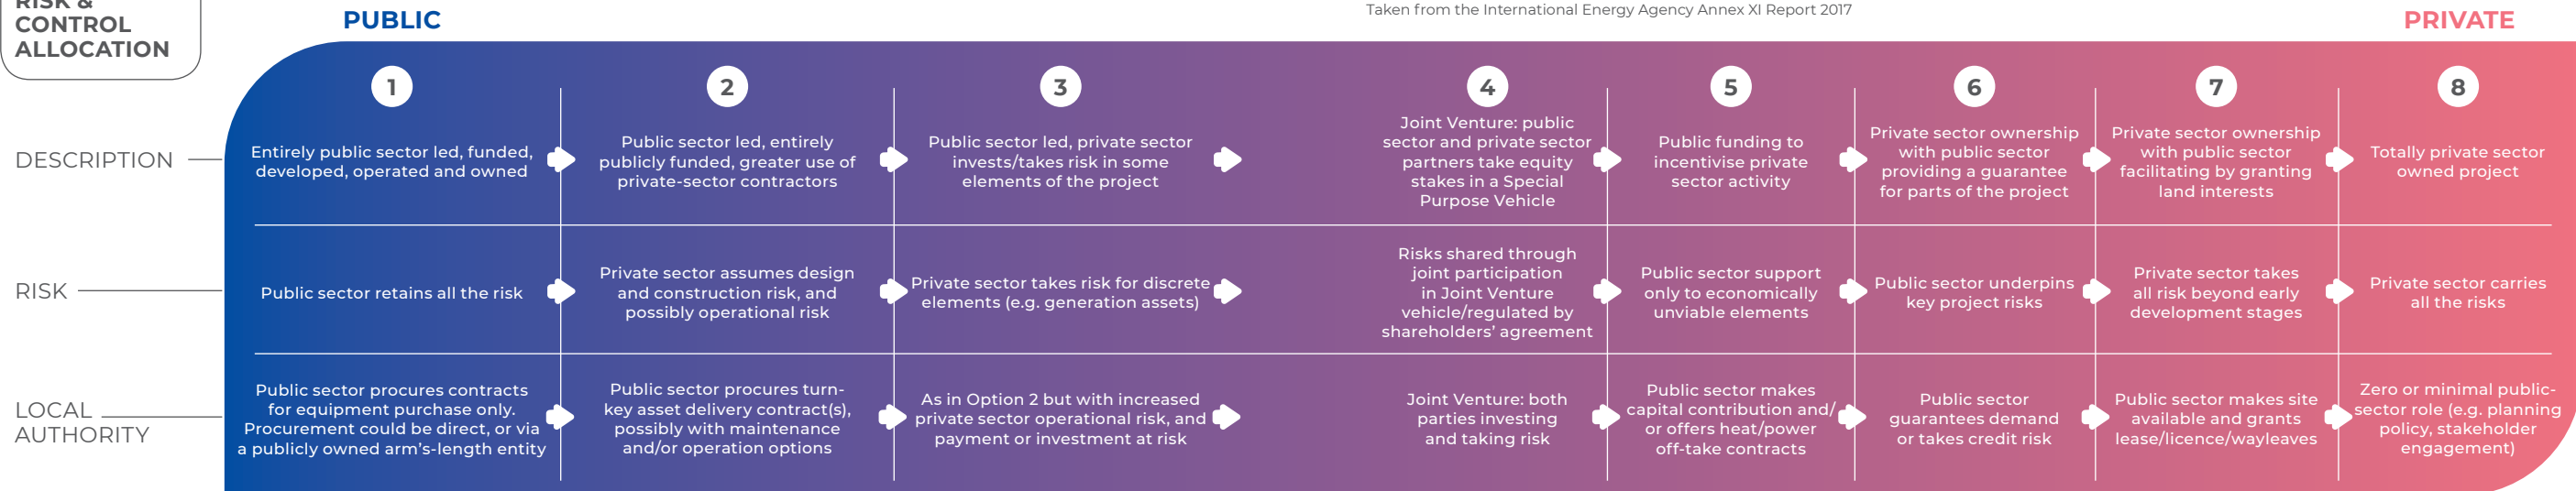 RISK &
CONTROL
ALLOCATION
PUBLIC
Taken from the International Energy Agency Annex XI Report 2017
PRIVATE
1
2
3
4
5
6
7
8
DESCRIPTION
Entirely public sector led, funded,
developed, operated and owned
Public sector led, entirely
publicly funded, greater use of
private-sector contractors
Public sector led, private sector
invests/takes risk in some
elements of the project
Joint Venture: public
sector and private sector
partners take equity
stakes in a Special
Purpose Vehicle
Public funding to
incentivise private
sector activity
Private sector ownership
with public sector
providing a guarantee
for parts of the project
Private sector ownership
with public sector
facilitating by granting
land interests
Totally private sector
owned project
RISK
Public sector retains all the risk
Private sector assumes design
and construction risk, and
possibly operational risk
Private sector takes risk for discrete
elements (e.g. generation assets)
Risks shared through
joint participation
in Joint Venture
vehicle/regulated by
shareholders’ agreement
Public sector support
only to economically
unviable elements
Public sector underpins
key project risks
Private sector takes
all risk beyond early
development stages
Private sector carries
all the risks
LOCAL
AUTHORITY
Public sector procures contracts
for equipment purchase only.
Procurement could be direct, or via
a publicly owned arm’s-length entity
Public sector procures turn-
key asset delivery contract(s),
possibly with maintenance
and/or operation options
As in Option 2 but with increased
private sector operational risk, and
payment or investment at risk
Joint Venture: both
parties investing
and taking risk
Public sector makes
capital contribution and/
or offers heat/power
off-take contracts
Public sector
guarantees demand
or takes credit risk
Public sector makes site
available and grants
lease/licence/wayleaves
Zero or minimal public-
sector role (e.g. planning
policy, stakeholder
engagement)